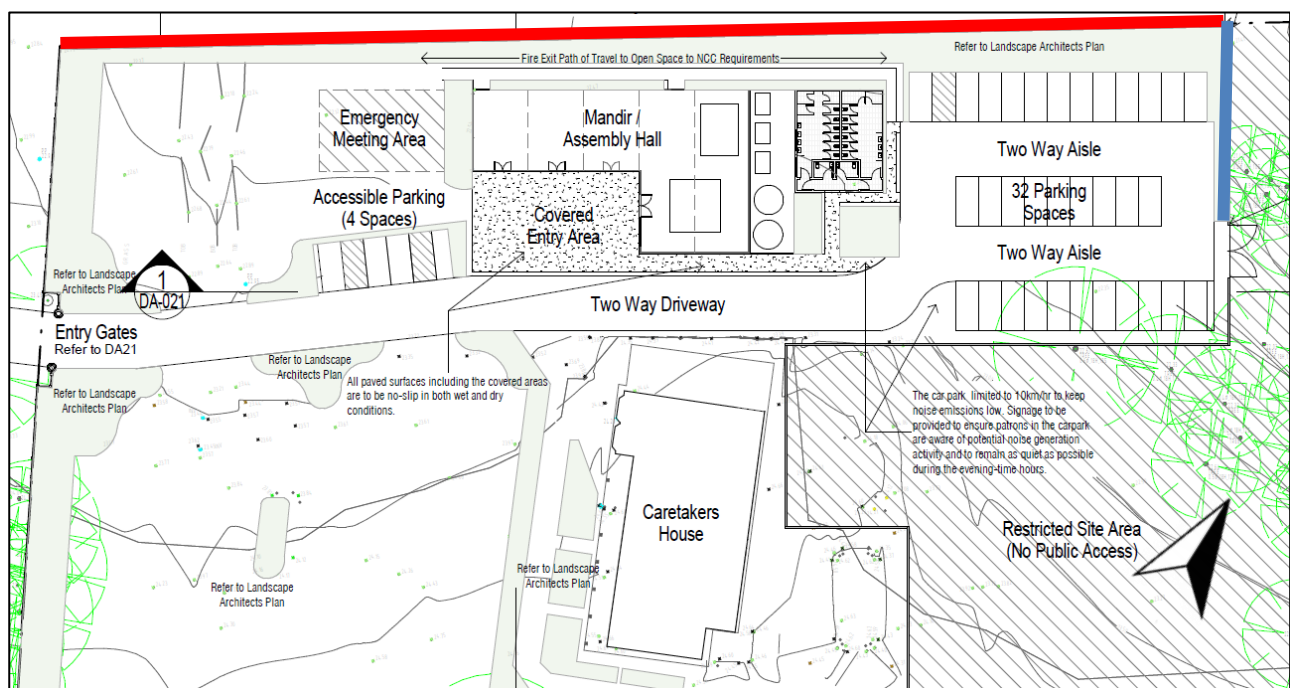 Refer to Landscape Architects Plan
Fire Exit Path of Travel to Open Space to NCC Requirements
Emergency
Meeting Area
Mandir /
Assembly Hall
Two Way Aisle
Accessible Parking
(4 Spaces)
32 Parking
Spaces
Covered
Entry Area
Two Way Aisle
Refer to Landscape
Architects Plan
1
DA-021
Two Way Driveway
Entry Gates
Refer to DA21
Refer to Landscape
Architects Plan
Refer to Landscape
Architects Plan
All paved surfaces including the covered areas
are to be no-slip in both wet and dry
conditions.
The car park limited to 10km/hr to keep
noise emissions low. Signage to be
provided to ensure patrons in the carpark
are aware of potential noise generation
activity and to remain as quiet as possible
during the evening-time hours.
Caretakers
House
Restricted Site Area
(No Public Access)
Refer to Landscape
Architects Plan
Refer to Landscape
Architects Plan